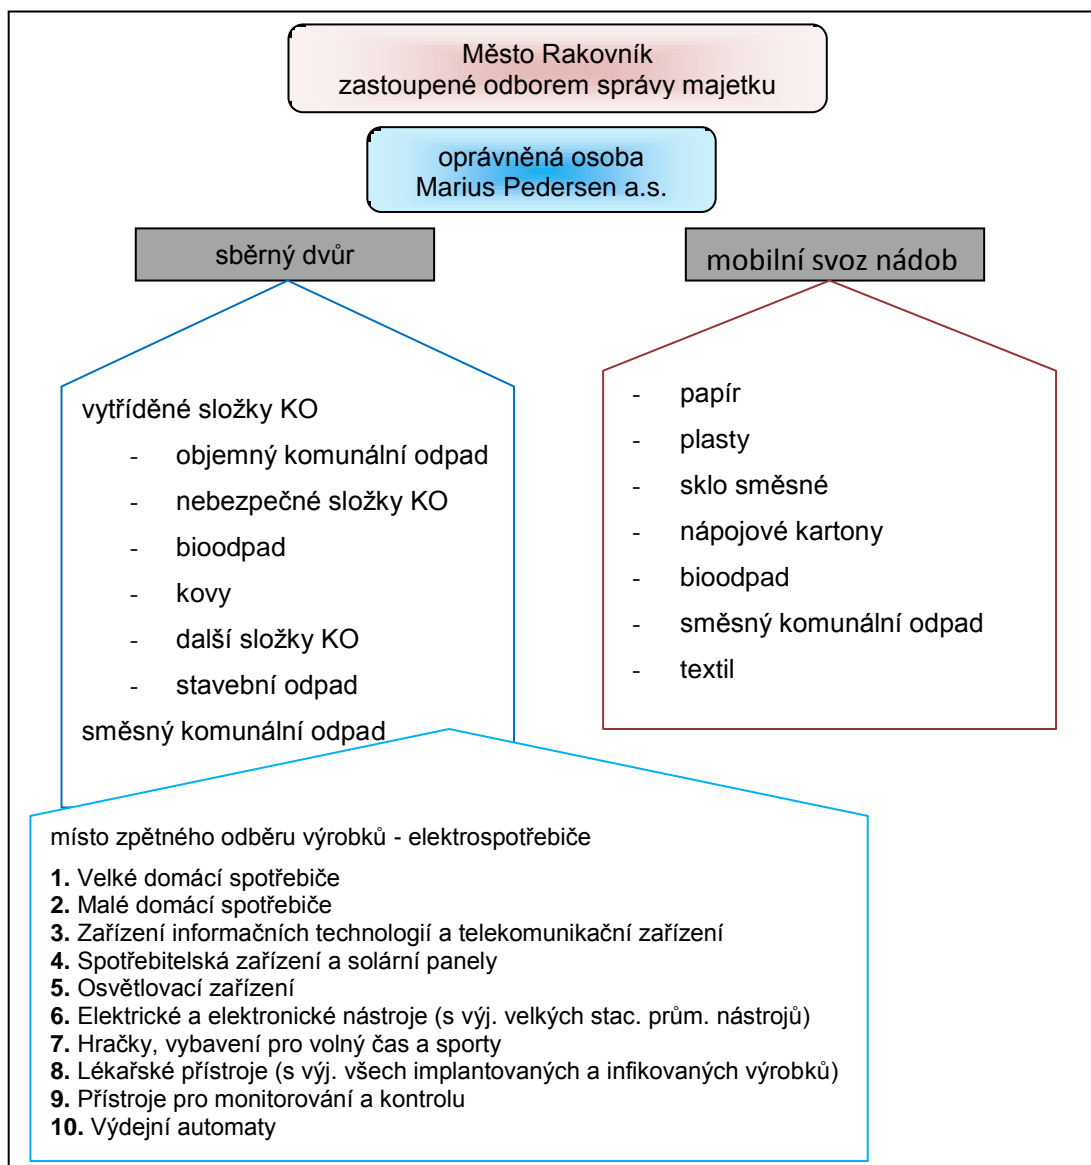 Město Rakovník
zastoupené odborem správy majetku
oprávněná osoba
Marius Pedersen a.s.
sběrný dvůr
vytříděné složky KO
- objemný komunální odpad
- nebezpečné složky KO
- bioodpad
- kovy
- další složky KO
- stavební odpad
směsný komunální odpad
mobilní svoz nádob
- papír
- plasty
- sklo směsné
- nápojové kartony
- bioodpad
- směsný komunální odpad
- textil
místo zpětného odběru výrobků - elektrospotřebiče
1. Velké domácí spotřebiče
2. Malé domácí spotřebiče
3. Zařízení informačních technologií a telekomunikační zařízení
4. Spotřebitelská zařízení a solární panely
5. Osvětlovací zařízení
6. Elektrické a elektronické nástroje (s výj. velkých stac. prům. nástrojů)
7. Hračky, vybavení pro volný čas a sporty
8. Lékařské přístroje (s výj. všech implantovaných a infikovaných výrobků)
9. Přístroje pro monitorování a kontrolu
10. Výdejní automaty